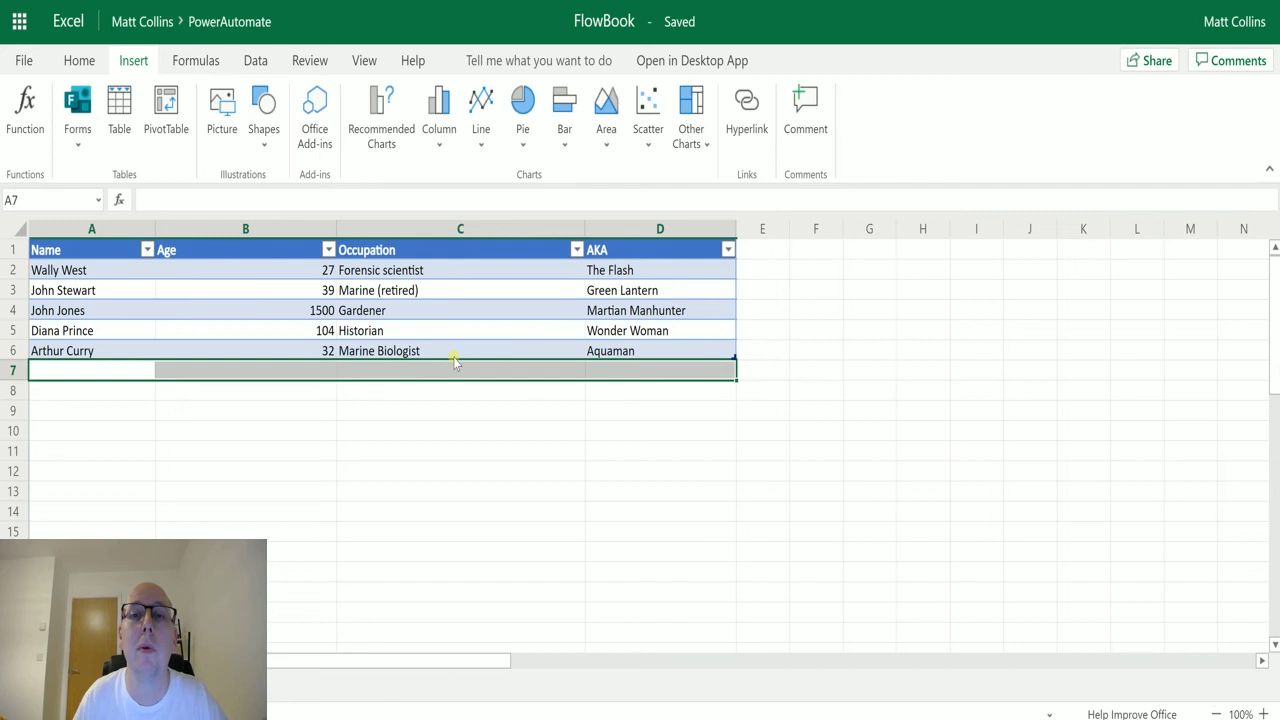 Excel Matt Collins > PowerAutomate FlowBook - Saved Matt Collins
File Home Insert Formulas Data Review View Help Tell me what you want to do Open in Desktop App Share Comments
fx
Function Forms Table PivotTable Picture Shapes Office Add-ins Recommended Charts Column Line Pie Bar Area Scatter Other Charts Hyperlink Comment
Functions Tables Illustrations Add-ins Charts Links Comments
A7 fx
A B C D E F G H I J K L M N
1 Name Age Occupation AKA
2 Wally West 27 Forensic scientist The Flash
3 John Stewart 39 Marine (retired) Green Lantern
4 John Jones 1500 Gardener Martian Manhunter
5 Diana Prince 104 Historian Wonder Woman
6 Arthur Curry 32 Marine Biologist Aquaman
7
8
9
10
11
12
13
14
15
Help Improve Office 100%